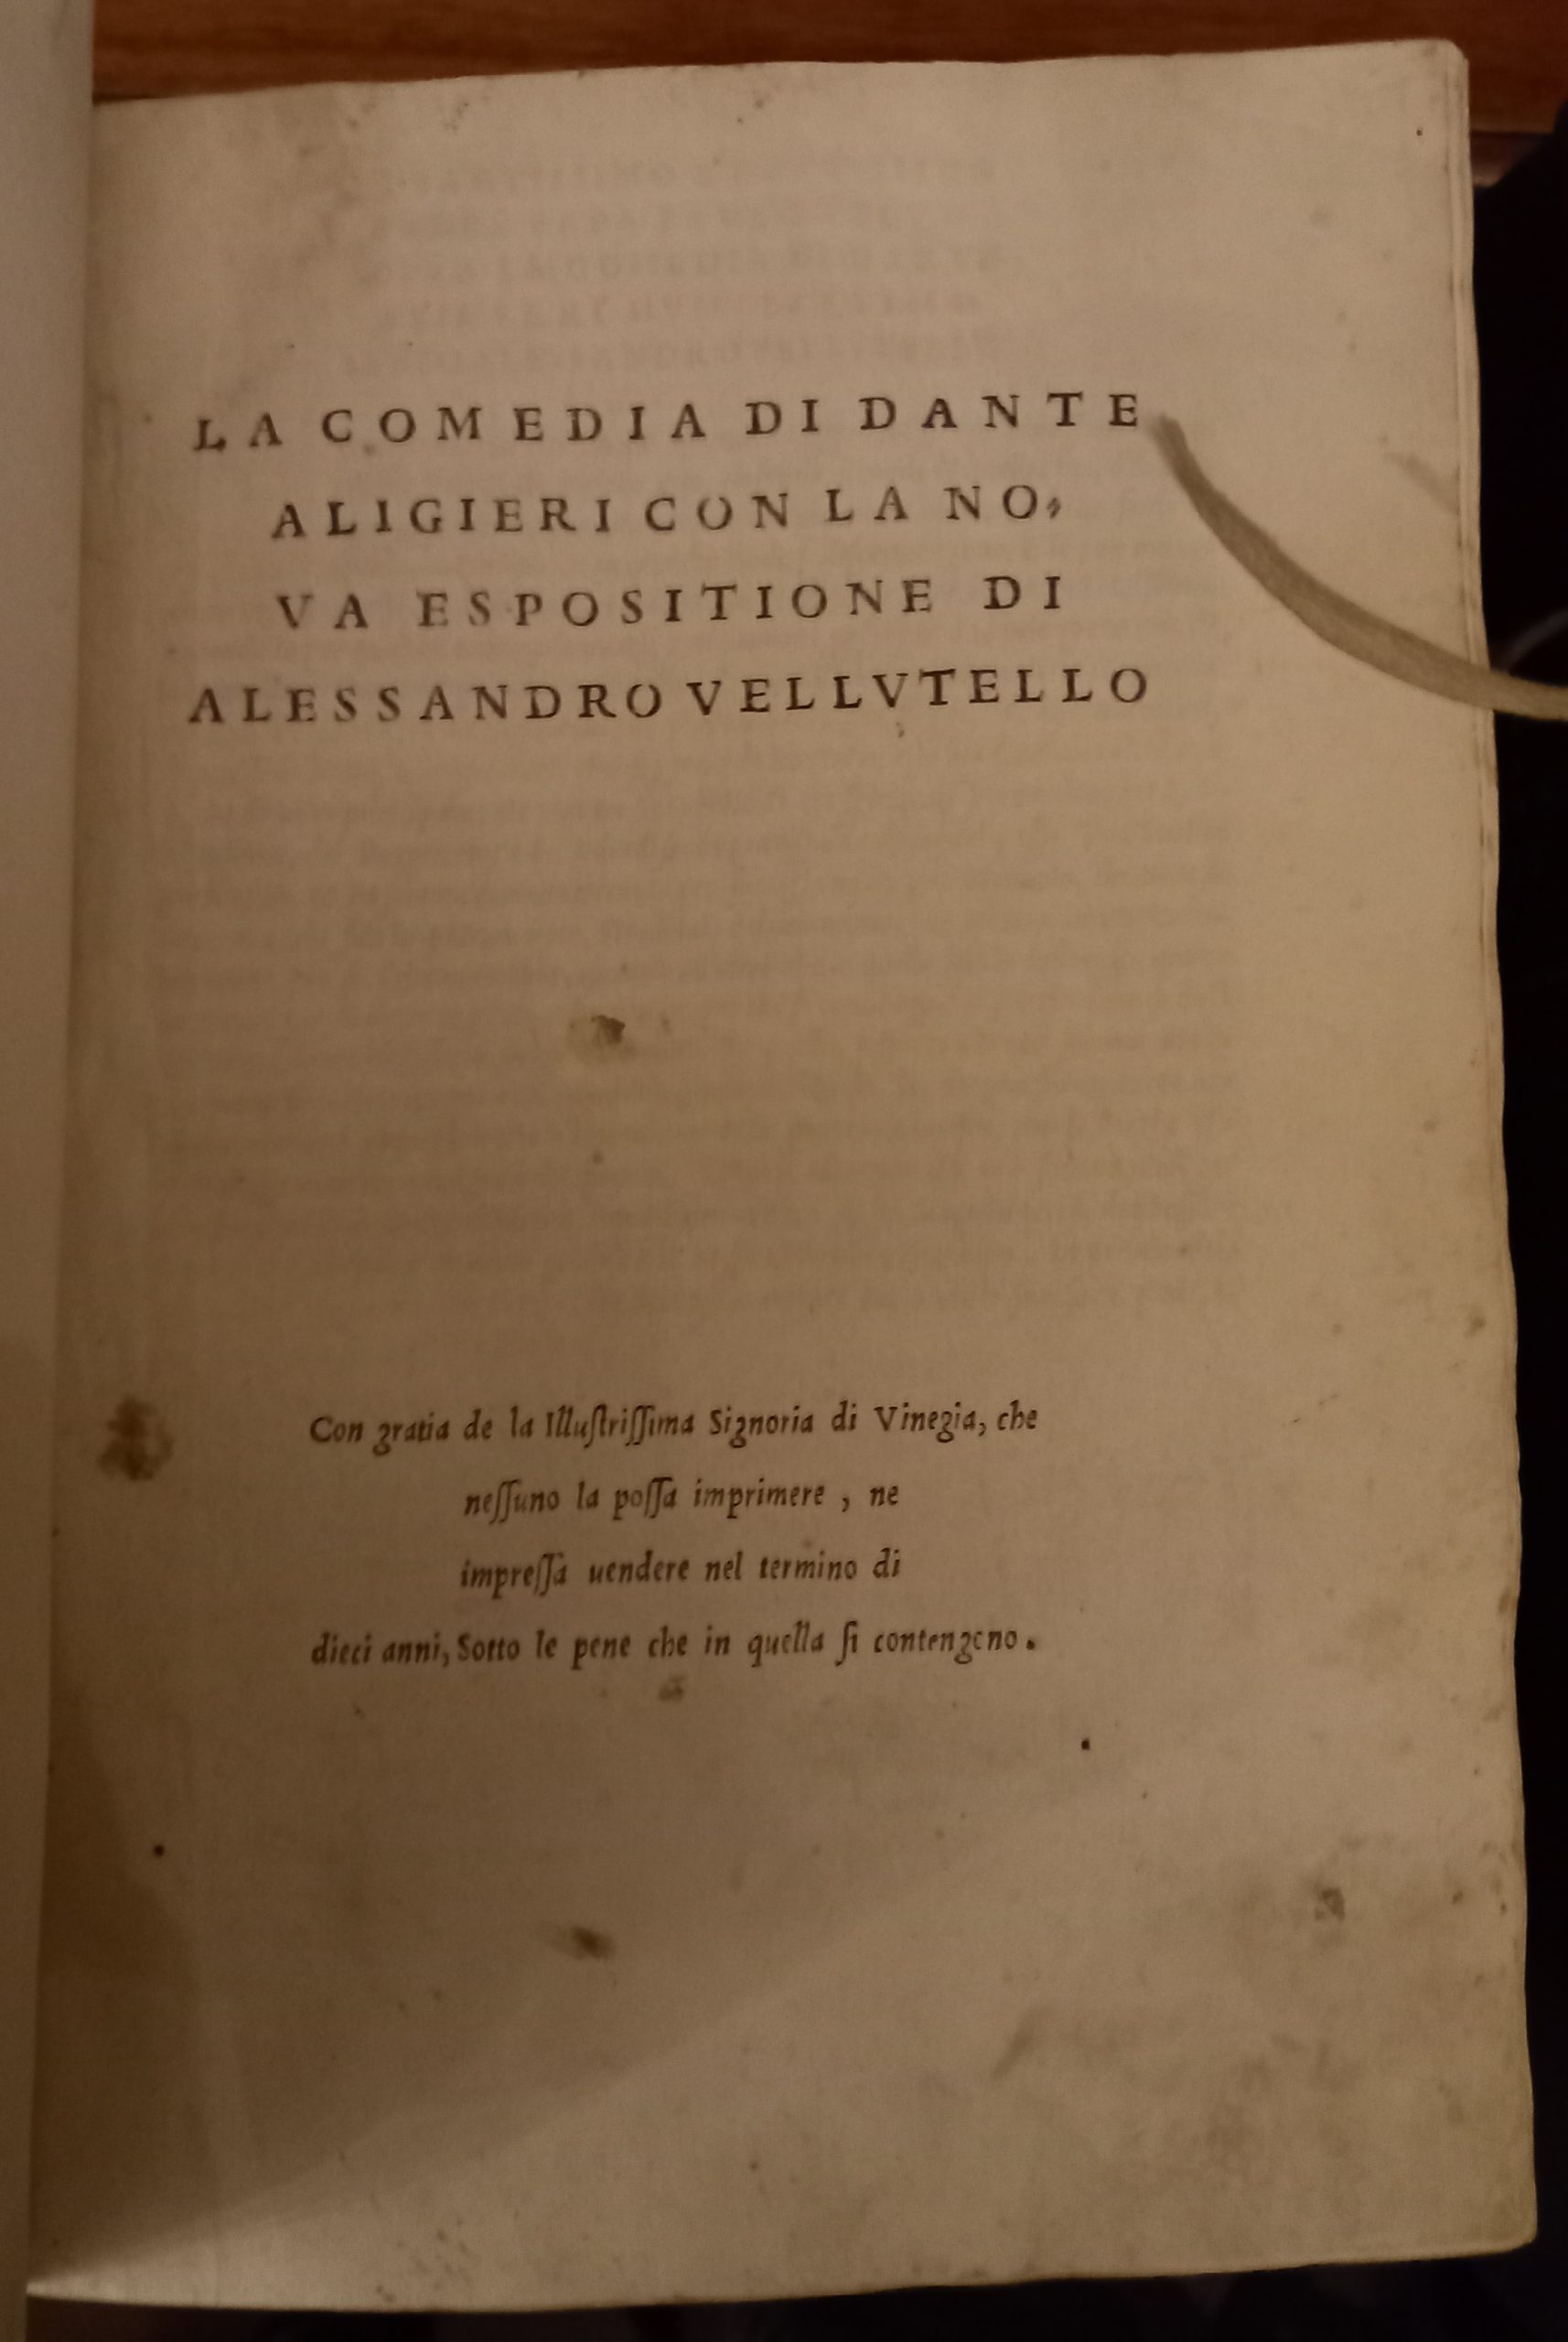 LA COMEDIA DI DANTE
ALIGIERI CON LA NO⸗
VA ESPOSITIONE DI
ALESSANDRO VELLVTELLO
Con gratia de la Illuſtriſſima Signoria di Vinegia, che
neſſuno la poſſa imprimere , ne
impreſſa uendere nel termino di
dieci anni, Sotto le pene che in quella ſi contengono.